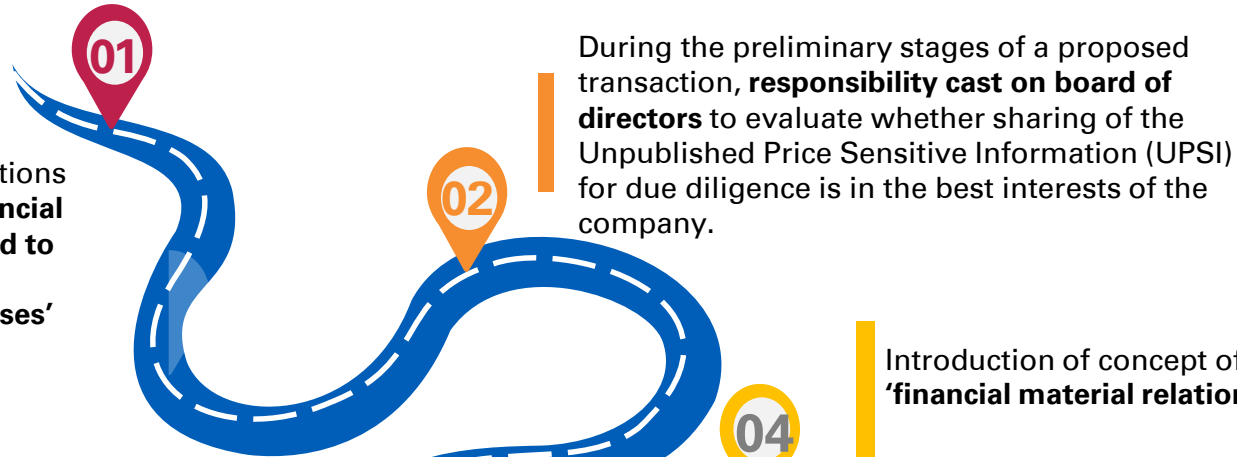 01
During the preliminary stages of a proposed
transaction, responsibility cast on board of
directors to evaluate whether sharing of the
Unpublished Price Sensitive Information (UPSI)
for due diligence is in the best interests of the
company.
02
to
ses’
Introduction of concept of
‘financial material relation
04